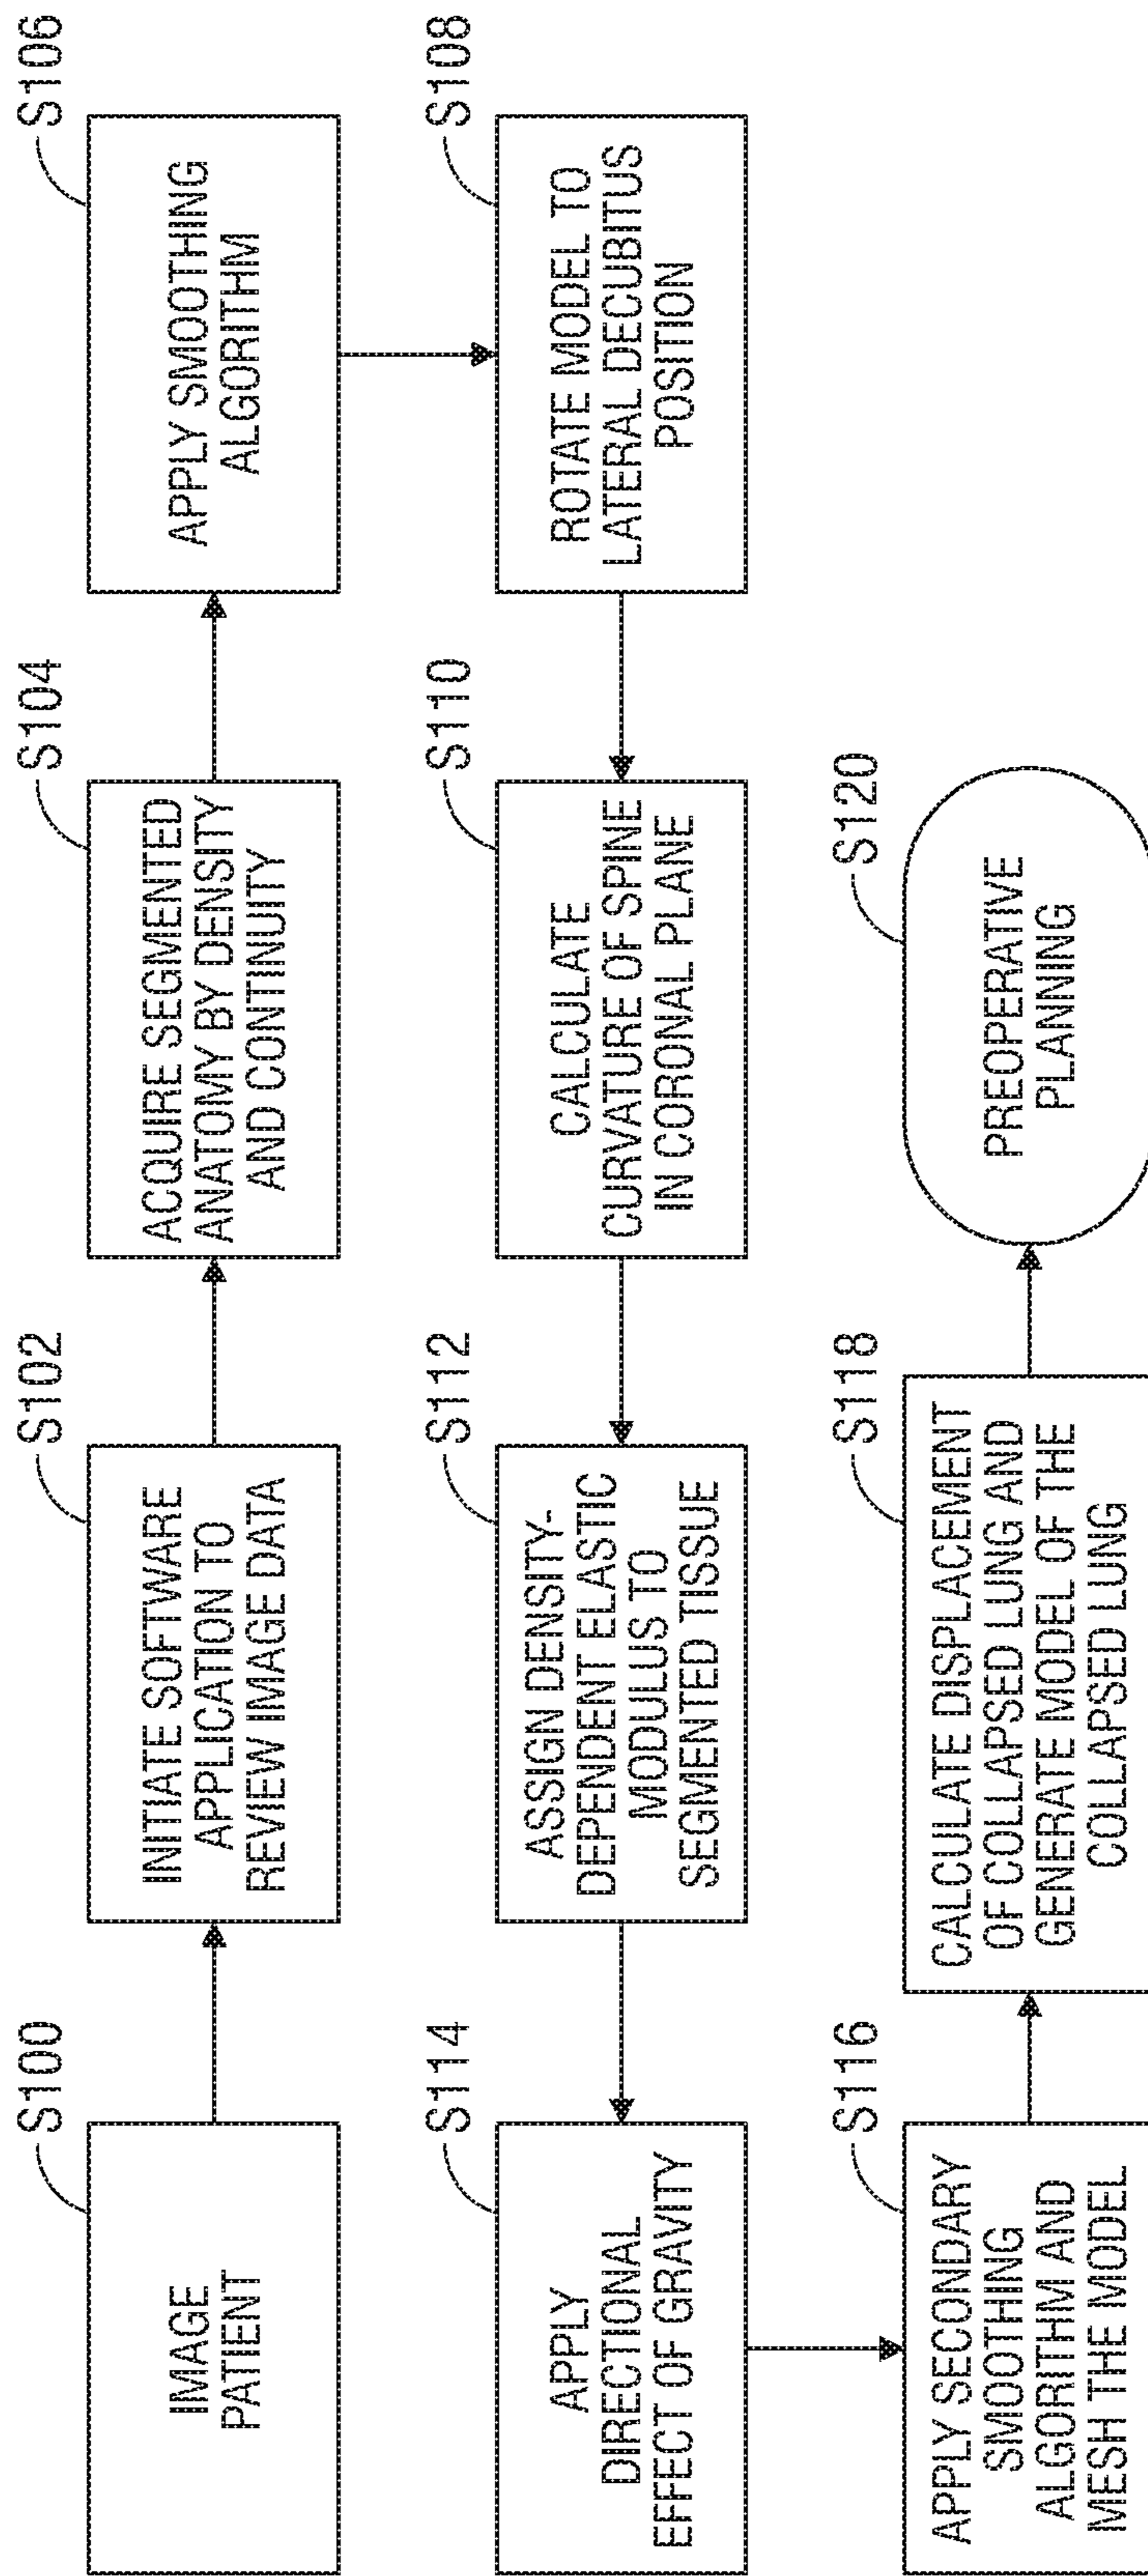 S100
IMAGE
PATIENT
S102
INITIATE SOFTWARE
APPLICATION TO
REVIEW IMAGE DATA
S104
ACQUIRE SEGMENTED
ANATOMY BY DENSITY
AND CONTINUITY
S106
APPLY SMOOTHING
ALGORITHM
S108
ROTATE MODEL TO
LATERAL DECUBITUS
POSITION
S110
CALCULATE
CURVATURE OF SPINE
IN CORONAL PLANE
S112
ASSIGN DENSITY-
DEPENDENT ELASTIC
MODULUS TO
SEGMENTED TISSUE
S114
APPLY
DIRECTIONAL
EFFECT OF GRAVITY
S116
APPLY SECONDARY
SMOOTHING
ALGORITHM AND
MESH THE MODEL
S118
CALCULATE DISPLACEMENT
OF COLLAPSED LUNG AND
GENERATE MODEL OF THE
COLLAPSED LUNG
S120
PREOPERATIVE
PLANNING